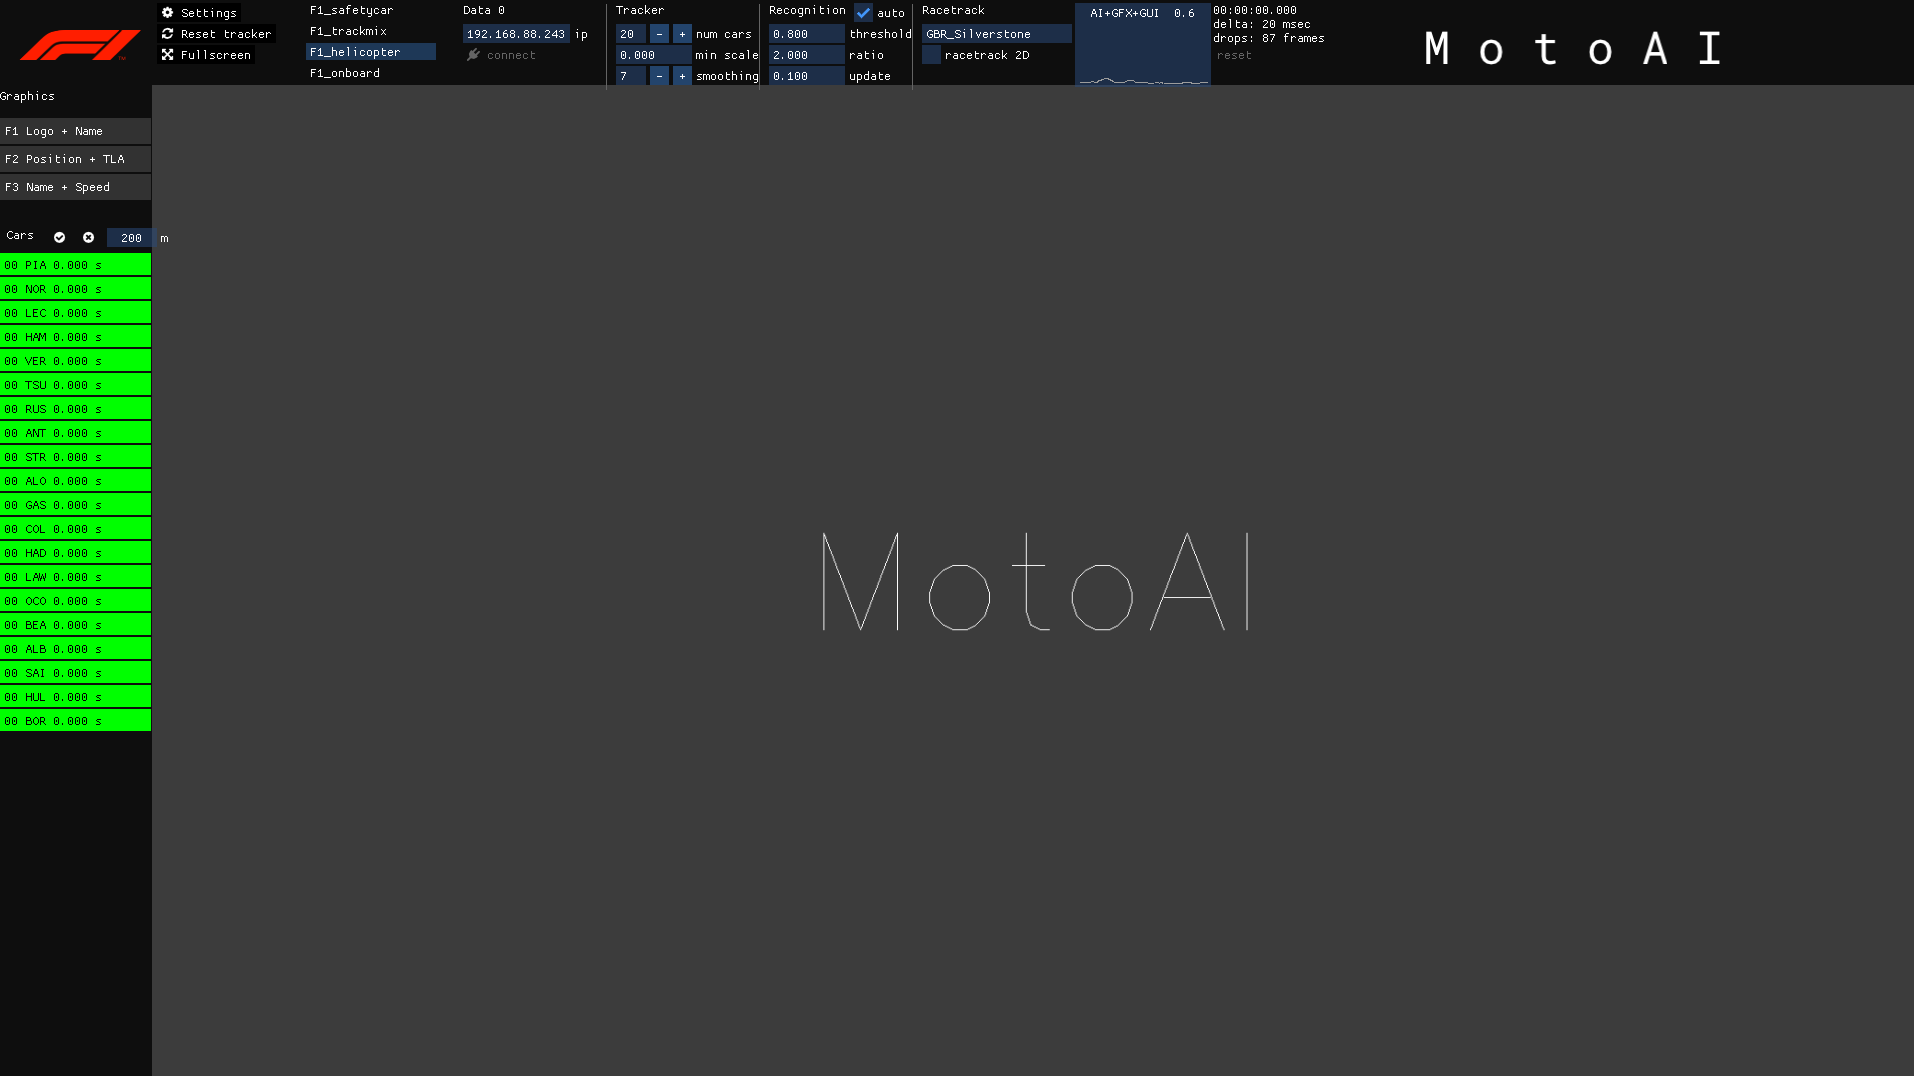 Settings
Reset tracker
Fullscreen
F1_safetycar
F1_trackmix
F1_helicopter
F1_onboard
Data 0
192.168.88.243 ip
connect
Tracker
20 - + num cars
0.000 min scale
7 - + smoothing
Recognition auto
0.800 threshold
2.000 ratio
0.100 update
Racetrack
GBR_Silverstone
racetrack 2D
AI+GFX+GUI 0.6
00:00:00.000
delta: 20 msec
drops: 87 frames
reset
MotoAI
Graphics
F1 Logo + Name
F2 Position + TLA
F3 Name + Speed
Cars 200 m
00 PIA 0.000 s
00 NOR 0.000 s
00 LEC 0.000 s
00 HAM 0.000 s
00 VER 0.000 s
00 TSU 0.000 s
00 RUS 0.000 s
00 ANT 0.000 s
00 STR 0.000 s
00 ALO 0.000 s
00 GAS 0.000 s
00 COL 0.000 s
00 HAD 0.000 s
00 LAW 0.000 s
00 OCO 0.000 s
00 BEA 0.000 s
00 ALB 0.000 s
00 SAI 0.000 s
00 HUL 0.000 s
00 BOR 0.000 s
MotoAI